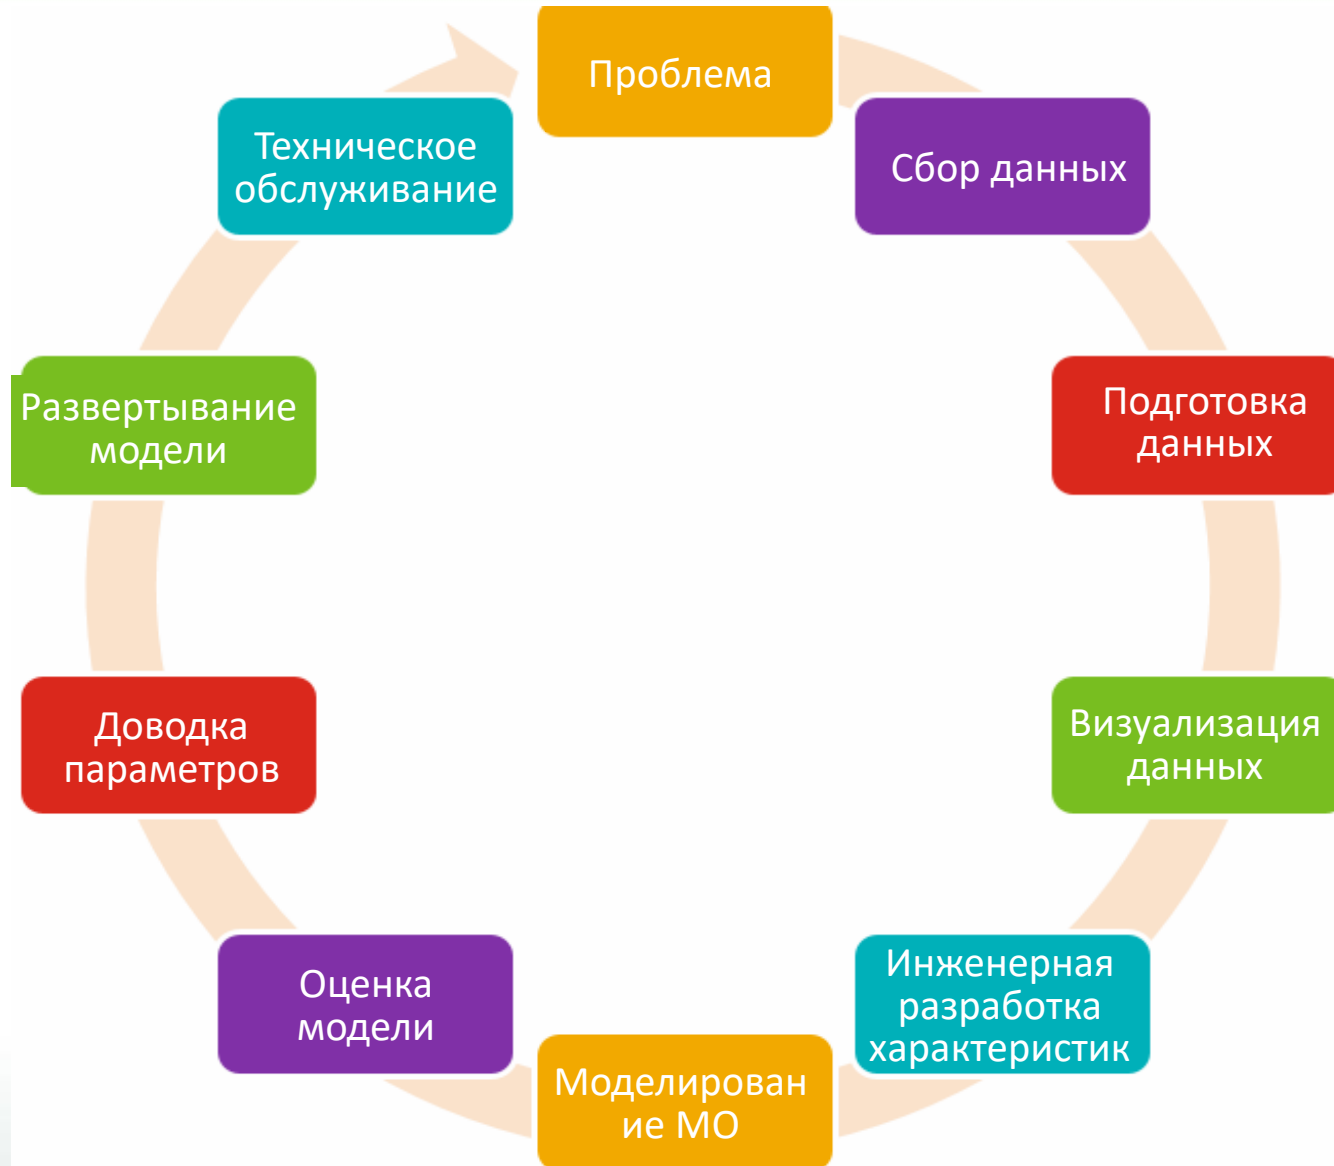 Проблема
Сбор данных
Подготовка
данных
Визуализация
данных
Инженерная
разработка
характеристик
Моделирован
ие МО
Оценка
модели
Доводка
параметров
Развертывание
модели
Техническое
обслуживание